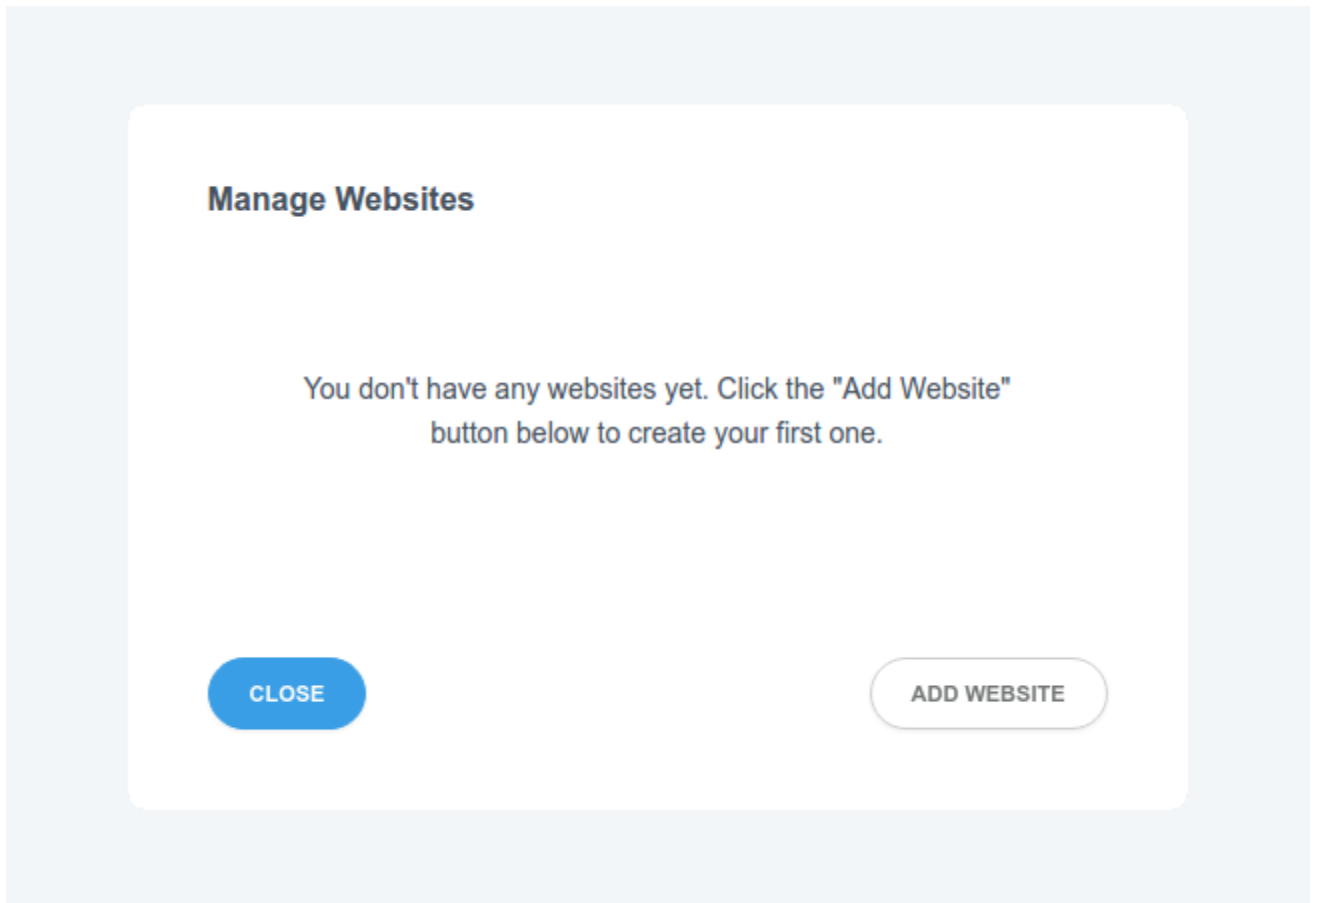 Manage Websites
You don't have any websites yet. Click the "Add Website"
button below to create your first one.
CLOSE
ADD WEBSITE